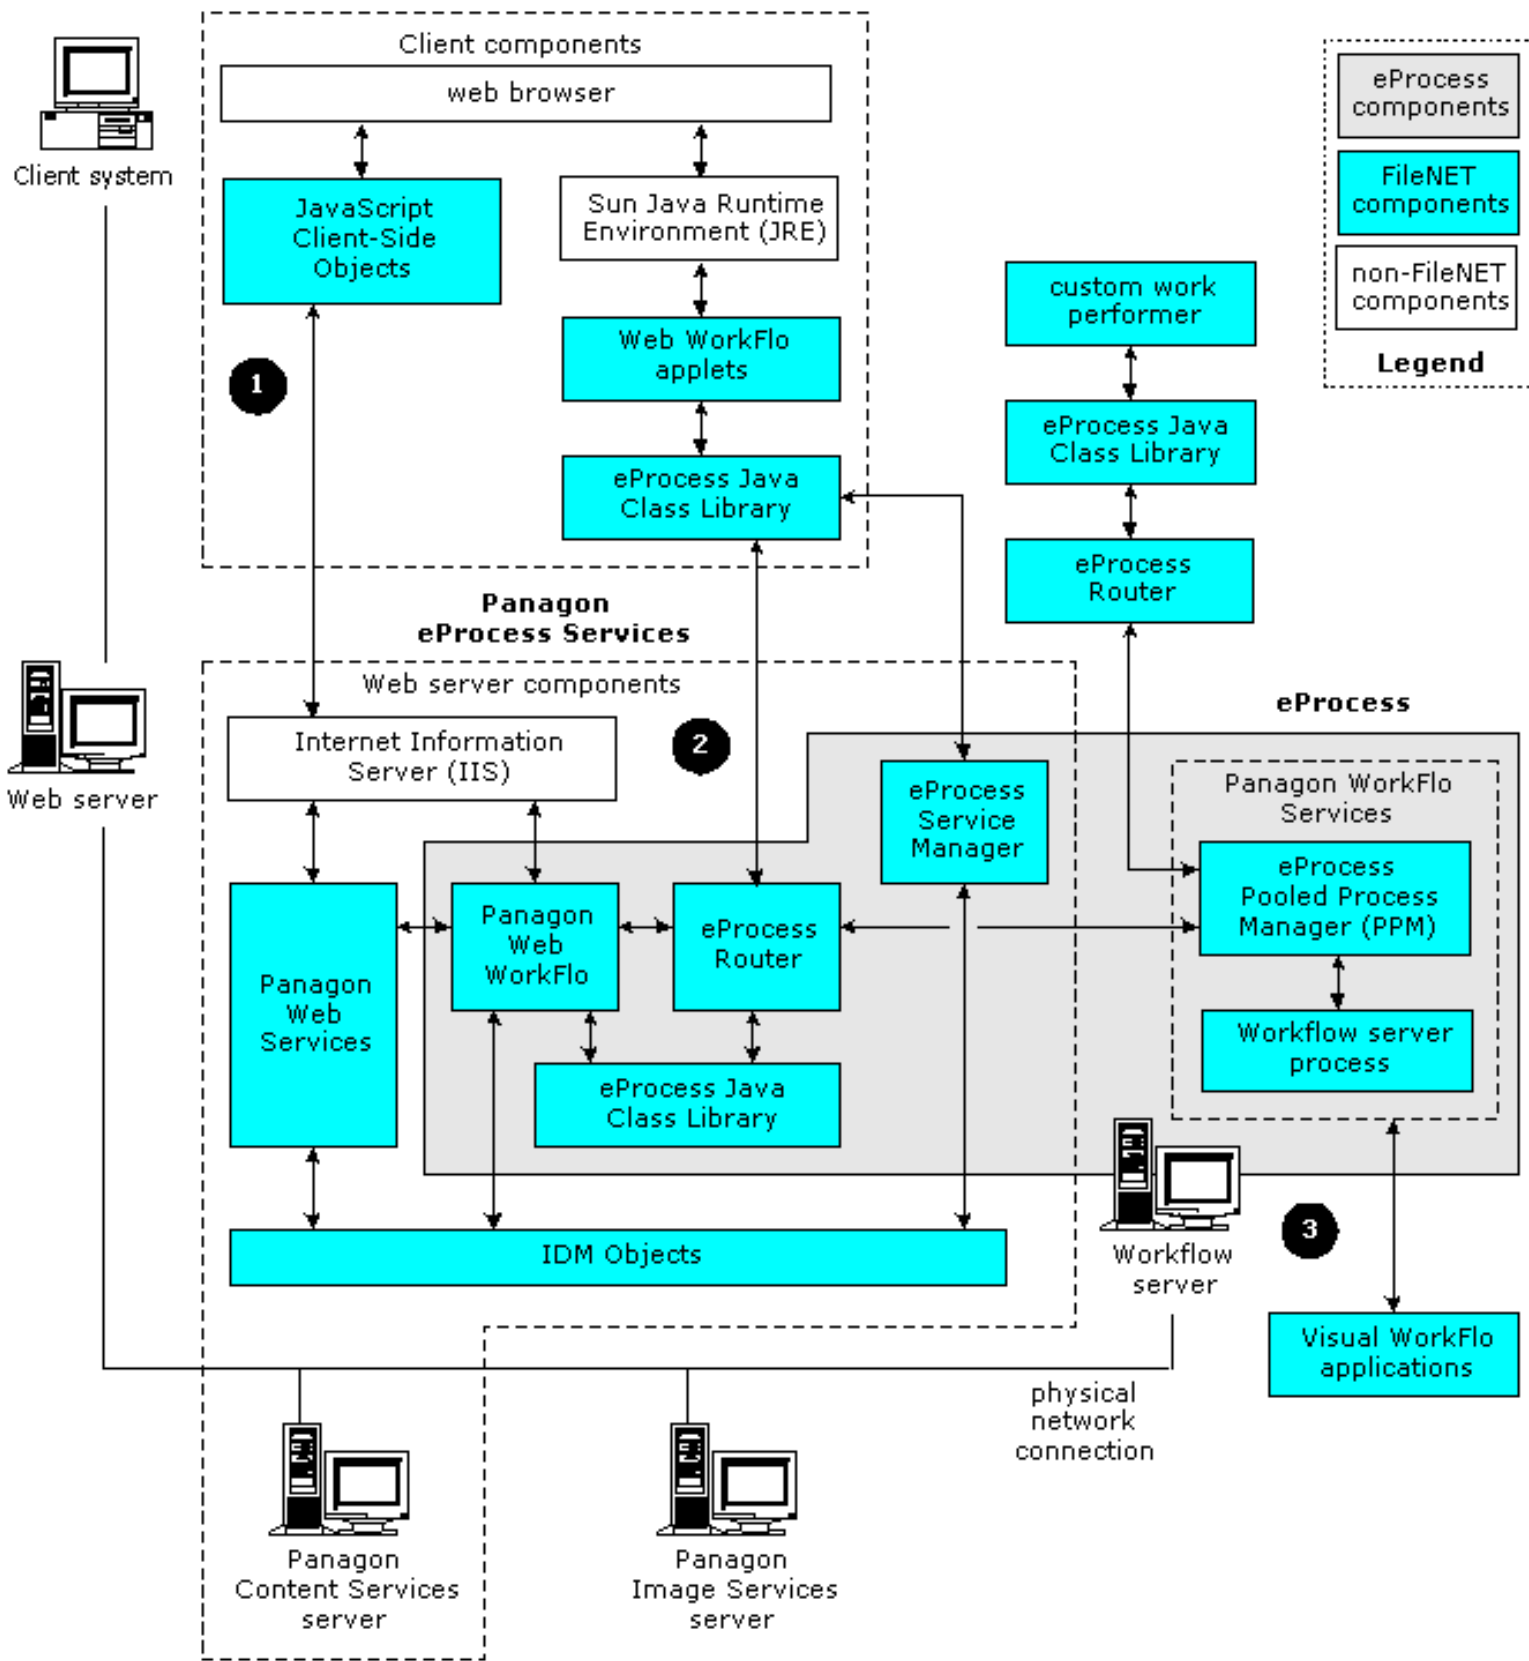 Client components
web browser
Client system
JavaScript
Client-Side
Objects
Sun Java Runtime
Environment (JRE)
Web WorkFlo
applets
eProcess Java
Class Library
1
custom work
performer
eProcess Java
Class Library
eProcess
Router
eProcess
components
FileNET
components
non-FileNET
components
Legend
Panagon
eProcess Services
Web server components
Internet Information
Server (IIS)
2
Web server
eProcess
eProcess
Service
Manager
Panagon WorkFlo
Services
eProcess
Pooled Process
Manager (PPM)
Workflow server
process
Panagon
Web
Services
Panagon
Web
WorkFlo
eProcess
Router
eProcess Java
Class Library
IDM Objects
Workflow
server
3
Visual WorkFlo
applications
physical
network
connection
Panagon
Content Services
server
Panagon
Image Services
server